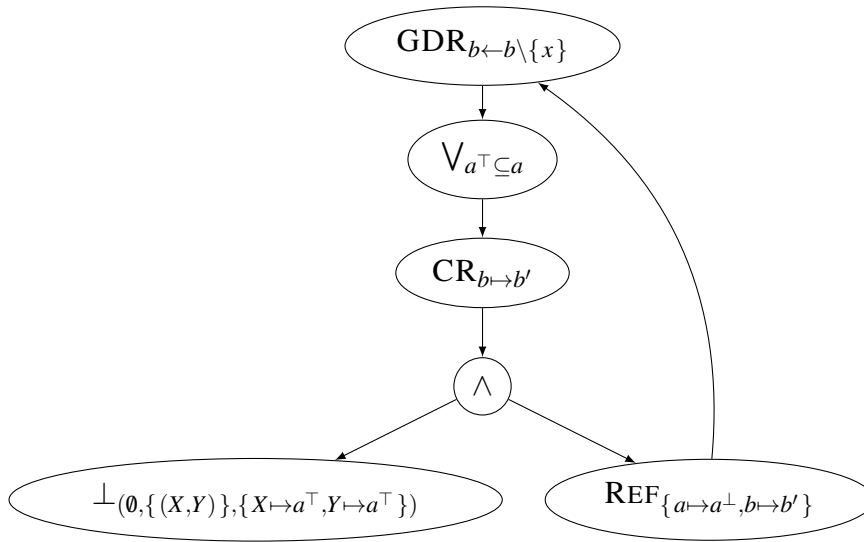 GDR_{b←b\{x}}
⋁_{a^⊤⊆a}
CR_{b↦b′}
∧
⊥_{(∅,{(X,Y)},{X↦a^⊤,Y↦a^⊤})}
REF_{{a↦a^⊥,b↦b′}}